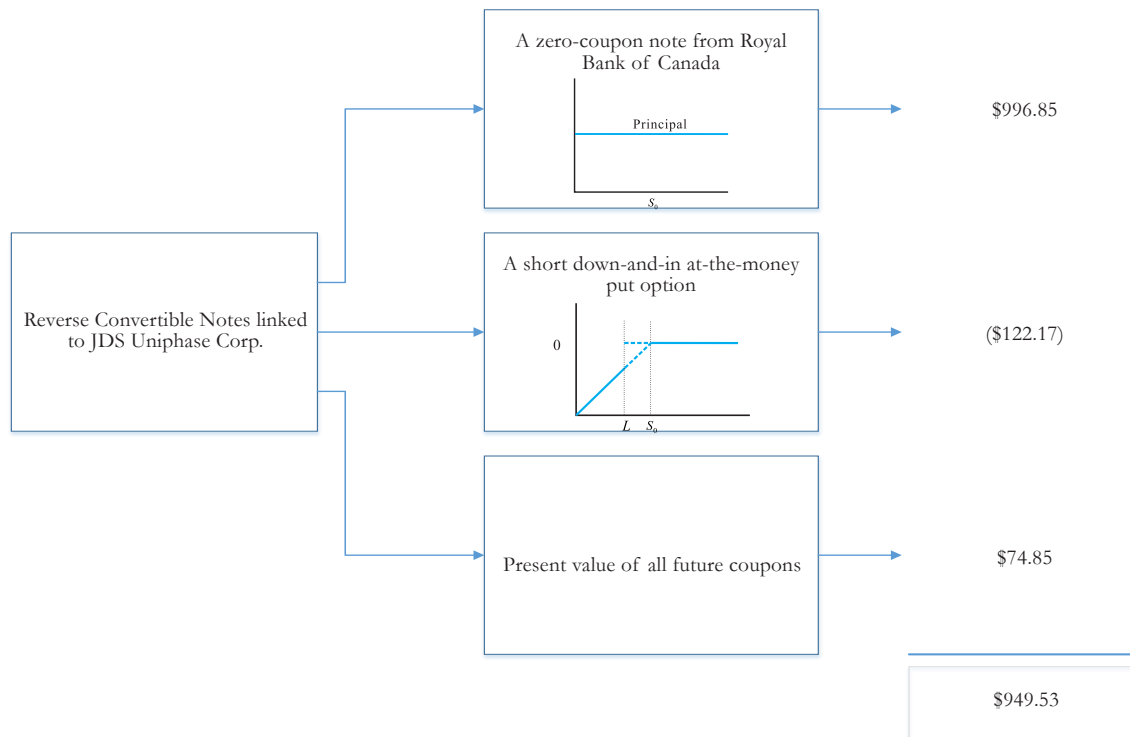 A zero-coupon note from Royal
Bank of Canada
Principal
S₀
$996.85
Reverse Convertible Notes linked
to JDS Uniphase Corp.
A short down-and-in at-the-money
put option
0
L S₀
($122.17)
Present value of all future coupons
$74.85
$949.53